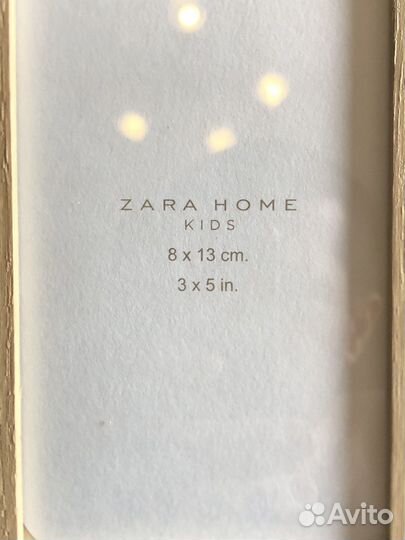 ZARA HOME
KIDS
8 x 13 cm.
3 x 5 in.
Avito